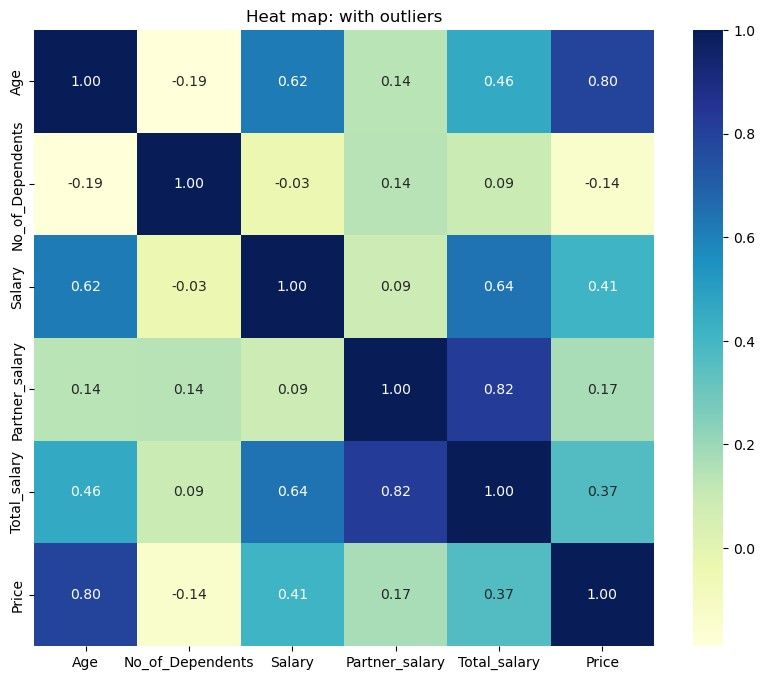 Heat map: with outliers
Age 1.00 -0.19 0.62 0.14 0.46 0.80
No_of_Dependents -0.19 1.00 -0.03 0.14 0.09 -0.14
Salary 0.62 -0.03 1.00 0.09 0.64 0.41
Partner_salary 0.14 0.14 0.09 1.00 0.82 0.17
Total_salary 0.46 0.09 0.64 0.82 1.00 0.37
Price 0.80 -0.14 0.41 0.17 0.37 1.00
Age No_of_Dependents Salary Partner_salary Total_salary Price
1.0
0.8
0.6
0.4
0.2
0.0